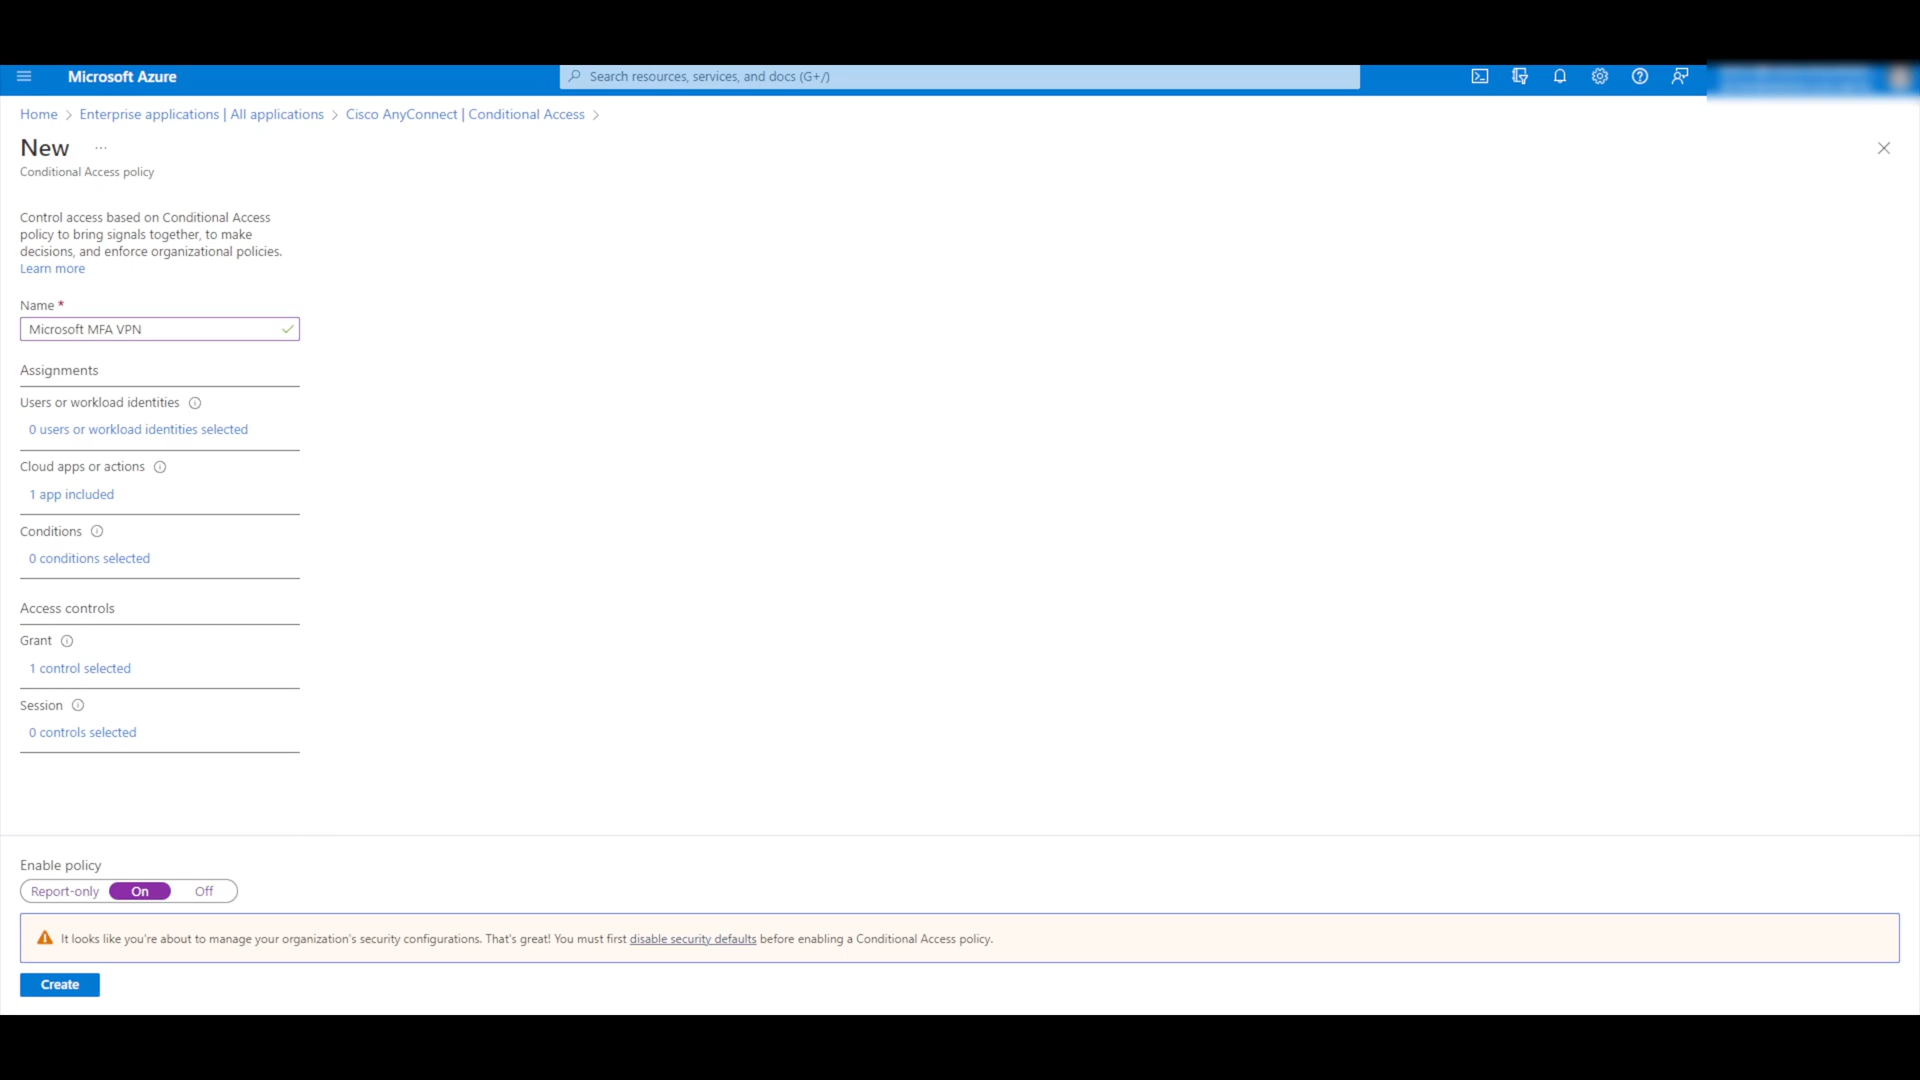 Microsoft Azure
Search resources, services, and docs (G+/)
Home > Enterprise applications | All applications > Cisco AnyConnect | Conditional Access >
New ...
Conditional Access policy
Control access based on Conditional Access
policy to bring signals together, to make
decisions, and enforce organizational policies.
Learn more
Name *
Microsoft MFA VPN
Assignments
Users or workload identities
0 users or workload identities selected
Cloud apps or actions
1 app included
Conditions
0 conditions selected
Access controls
Grant
1 control selected
Session
0 controls selected
Enable policy
Report-only On Off
It looks like you're about to manage your organization's security configurations. That's great! You must first disable security defaults before enabling a Conditional Access policy.
Create